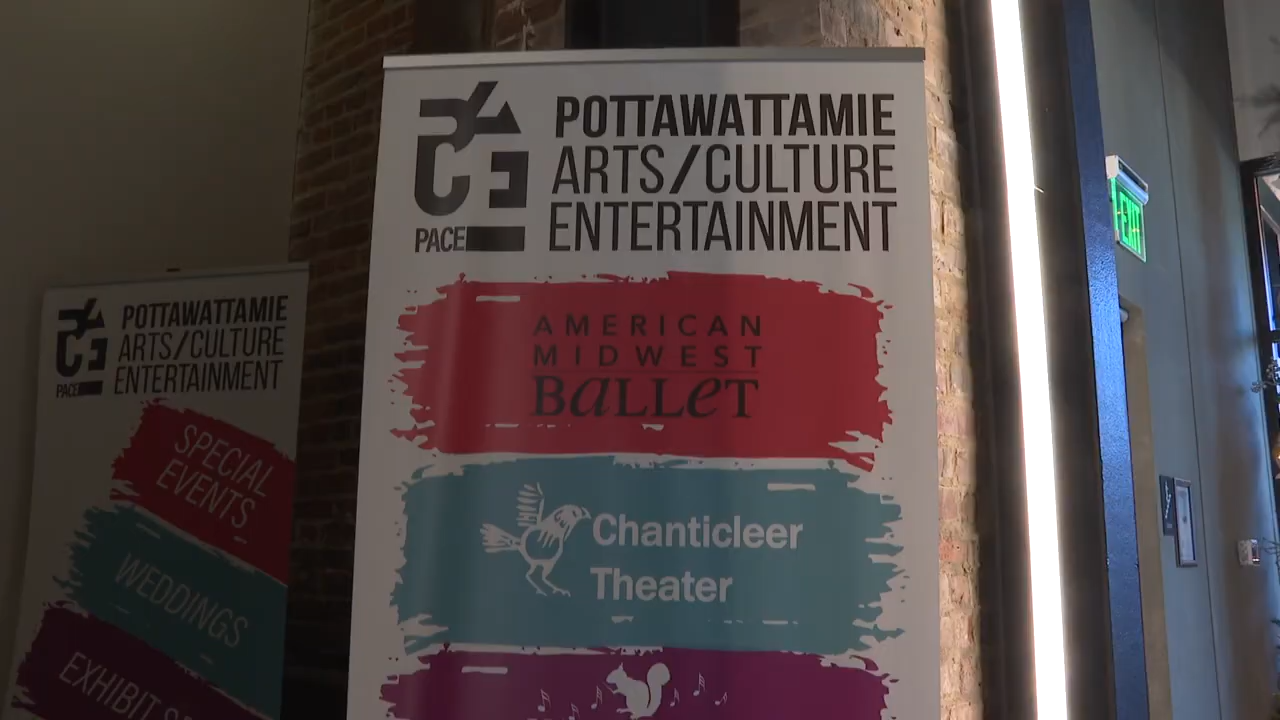 PACE
POTTAWATTAMIE
ARTS/CULTURE
ENTERTAINMENT
AMERICAN
MIDWEST
BALLET
Chanticleer
Theater
PACE
POTTAWATTAMIE
ARTS/CULTURE
ENTERTAINMENT
SPECIAL
EVENTS
WEDDINGS
EXHIBIT
EXIT